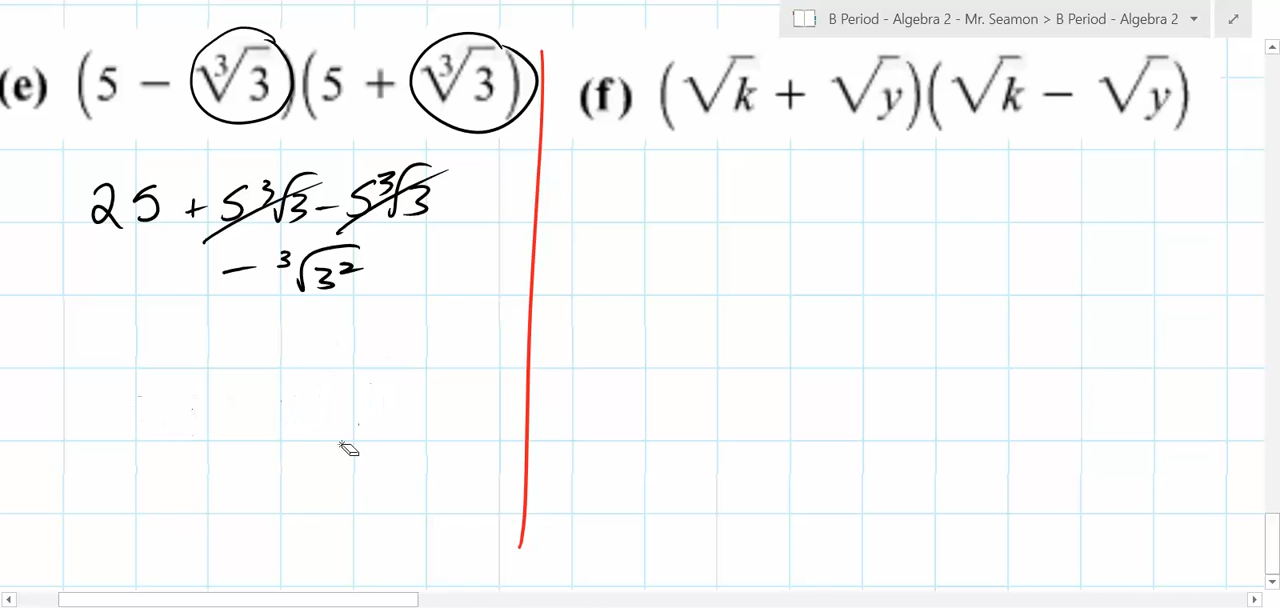 B Period - Algebra 2 - Mr. Seamon > B Period - Algebra 2
(e) (5 − ∛3)(5 + ∛3)
(f) (√k + √y)(√k − √y)
25 + 5∛3 − 5∛3
− ∛3²